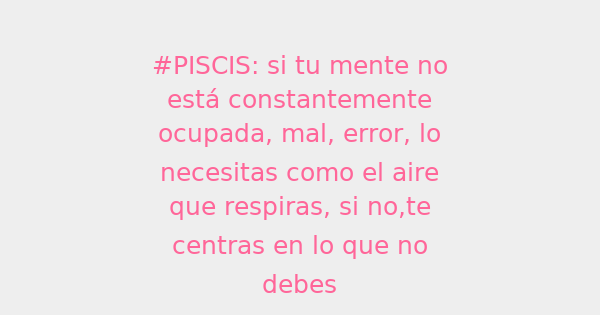 #PISCIS: si tu mente no
está constantemente
ocupada, mal, error, lo
necesitas como el aire
que respiras, si no,te
centras en lo que no
debes